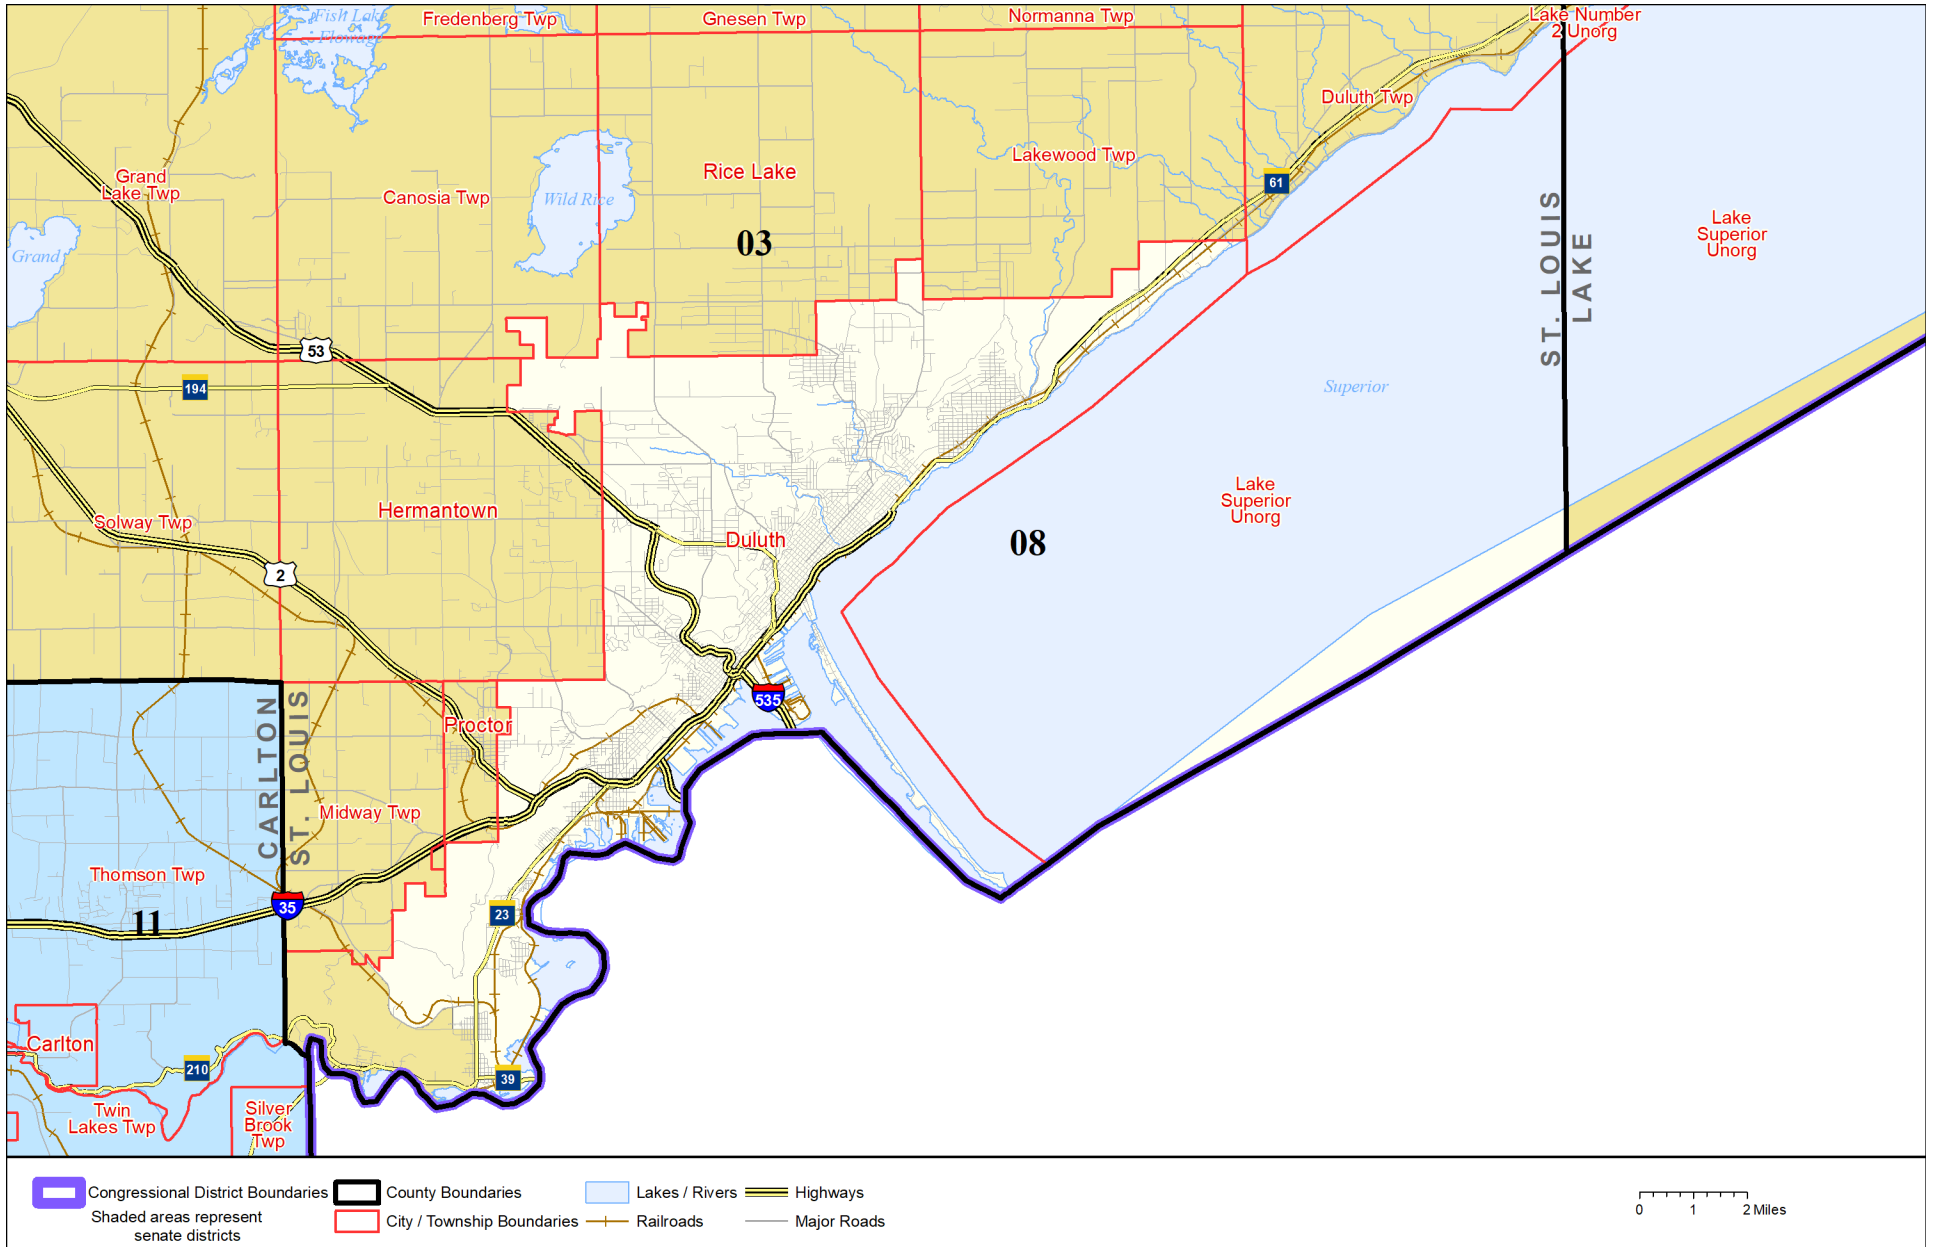 Fish Lake
Flowage
Fredenberg Twp
Gnesen Twp
Normanna Twp
Lake Number
2 Unorg
Duluth Twp
Grand
Lake Twp
Canosia Twp
Wild Rice
Rice Lake
Lakewood Twp
61
03
Grand
ST. LOUIS
LAKE
Lake
Superior
Unorg
53
194
Superior
Solway Twp
Hermantown
Duluth
08
Lake
Superior
Unorg
2
CARLTON
ST. LOUIS
Proctor
535
Midway Twp
Thomson Twp
11
35
23
Carlton
210
39
Twin
Lakes Twp
Silver
Brook
Twp
Congressional District Boundaries
Shaded areas represent
senate districts
County Boundaries
City / Township Boundaries
Lakes / Rivers
Railroads
Highways
Major Roads
0 1 2 Miles